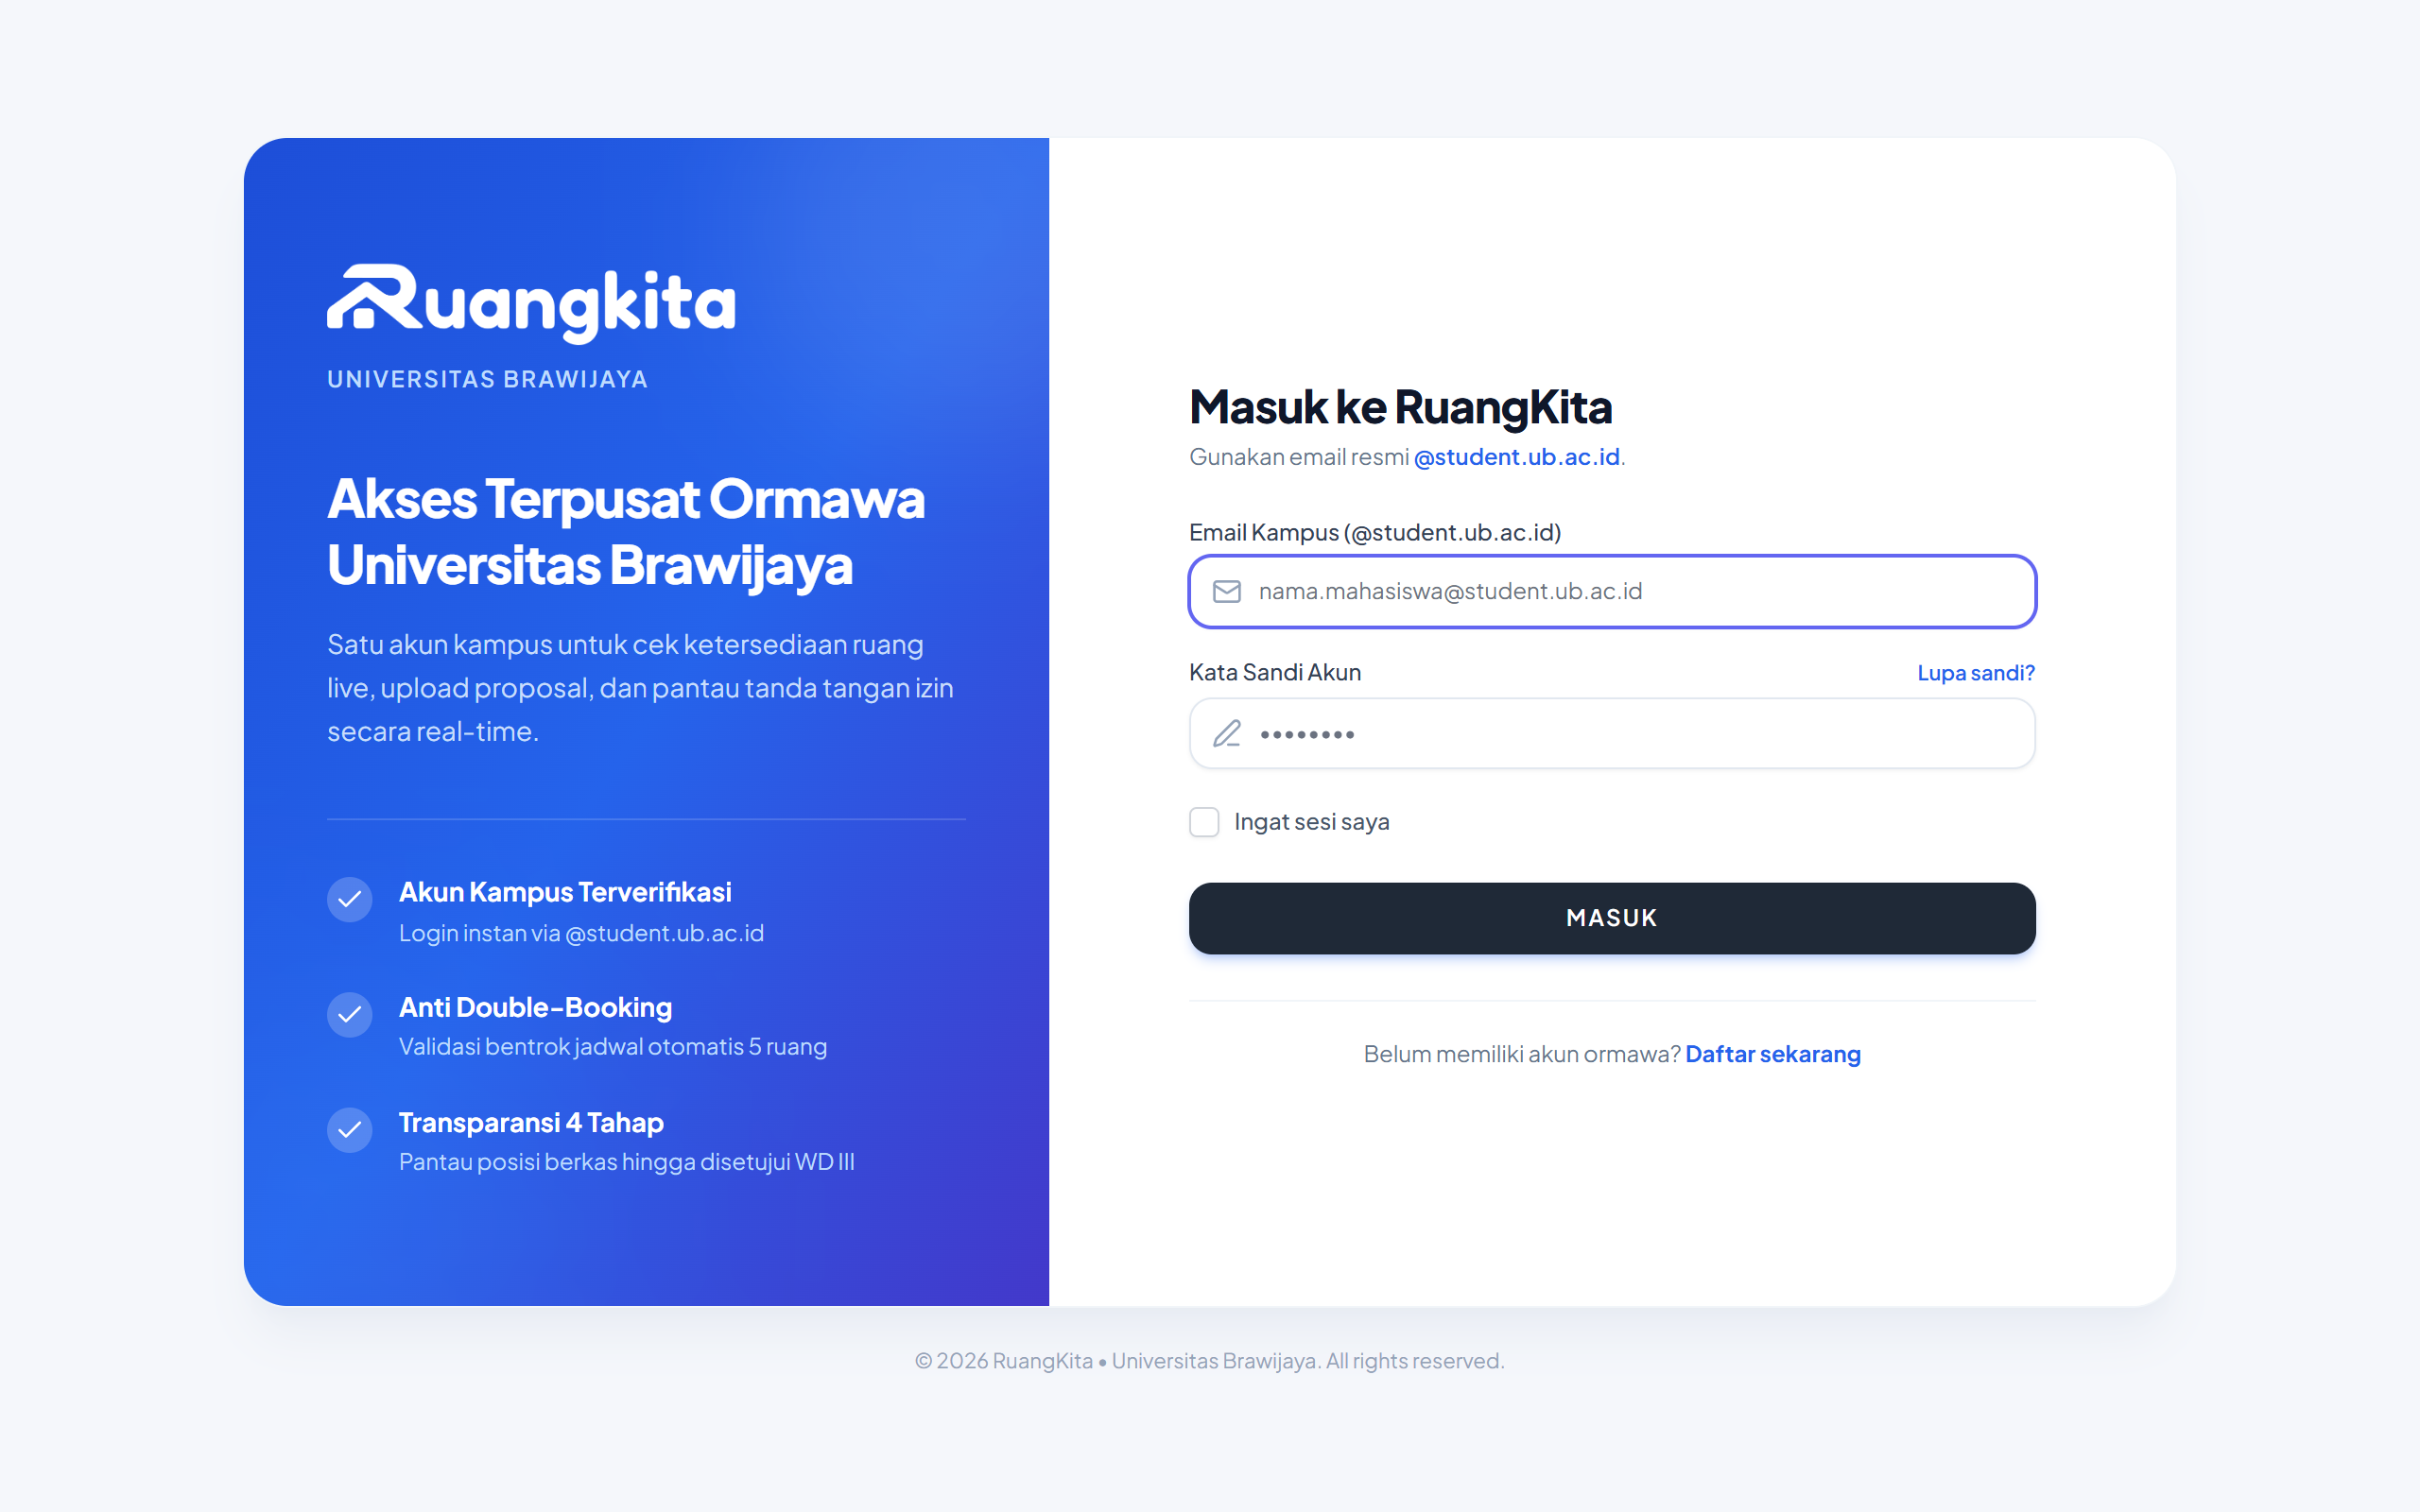 Ruangkita
UNIVERSITAS BRAWIJAYA
Akses Terpusat Ormawa
Universitas Brawijaya
Satu akun kampus untuk cek ketersediaan ruang
live, upload proposal, dan pantau tanda tangan izin
secara real-time.
Akun Kampus Terverifikasi
Login instan via @student.ub.ac.id
Anti Double-Booking
Validasi bentrok jadwal otomatis 5 ruang
Transparansi 4 Tahap
Pantau posisi berkas hingga disetujui WD III
Masuk ke RuangKita
Gunakan email resmi @student.ub.ac.id.
Email Kampus (@student.ub.ac.id)
nama.mahasiswa@student.ub.ac.id
Kata Sandi Akun Lupa sandi?
••••••••
Ingat sesi saya
MASUK
Belum memiliki akun ormawa? Daftar sekarang
© 2026 RuangKita • Universitas Brawijaya. All rights reserved.